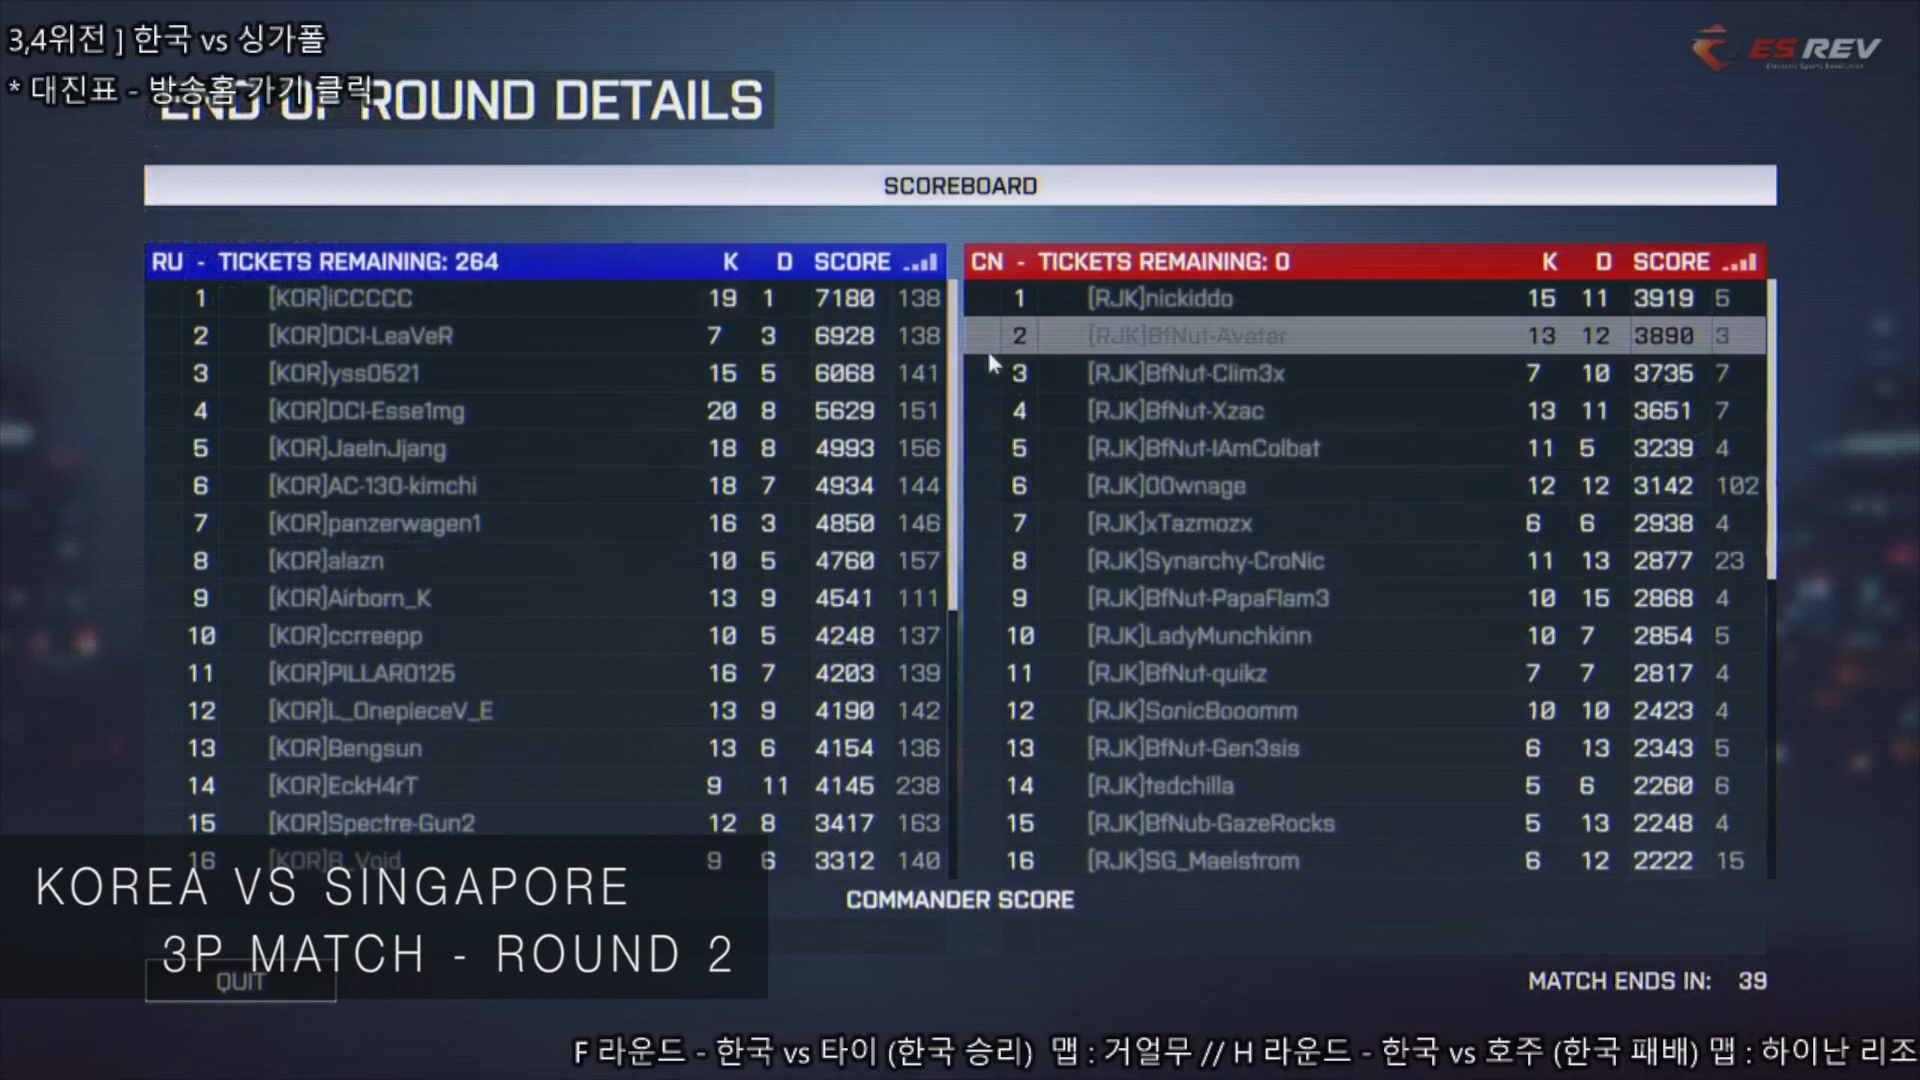 3,4위전 ] 한국 vs 싱가폴
* 대진표 - 방송홈 가기 클릭
ES REV
Electronic Sports Revolution
END OF ROUND DETAILS
SCOREBOARD
RU - TICKETS REMAINING: 264 K D SCORE
1 [KOR]iCCCCC 19 1 7180 138
2 [KOR]DCI-LeaVeR 7 3 6928 138
3 [KOR]yss0521 15 5 6068 141
4 [KOR]DCI-Esse1mg 20 8 5629 151
5 [KOR]JaeInJjang 18 8 4993 156
6 [KOR]AC-130-kimchi 18 7 4934 144
7 [KOR]panzerwagen1 16 3 4850 146
8 [KOR]alazn 10 5 4760 157
9 [KOR]Airborn_K 13 9 4541 111
10 [KOR]ccrreepp 10 5 4248 137
11 [KOR]PILLAR0125 16 7 4203 139
12 [KOR]L_OnepieceV_E 13 9 4190 142
13 [KOR]Bengsun 13 6 4154 136
14 [KOR]EckH4rT 9 11 4145 238
15 [KOR]Spectre-Gun2 12 8 3417 163
16 [KOR]B_Void 9 6 3312 140
CN - TICKETS REMAINING: 0 K D SCORE
1 [RJK]nickiddo 15 11 3919 5
2 [RJK]BfNut-Avatar 13 12 3890 3
3 [RJK]BfNut-Clim3x 7 10 3735 7
4 [RJK]BfNut-Xzac 13 11 3651 7
5 [RJK]BfNut-IAmColbat 11 5 3239 4
6 [RJK]00wnage 12 12 3142 102
7 [RJK]xTazmozx 6 6 2938 4
8 [RJK]Synarchy-CroNic 11 13 2877 23
9 [RJK]BfNut-PapaFlam3 10 15 2868 4
10 [RJK]LadyMunchkinn 10 7 2854 5
11 [RJK]BfNut-quikz 7 7 2817 4
12 [RJK]SonicBooomm 10 10 2423 4
13 [RJK]BfNut-Gen3sis 6 13 2343 5
14 [RJK]tedchilla 5 6 2260 6
15 [RJK]BfNub-GazeRocks 5 13 2248 4
16 [RJK]SG_Maelstrom 6 12 2222 15
COMMANDER SCORE
KOREA VS SINGAPORE
3P MATCH - ROUND 2
QUIT
MATCH ENDS IN: 39
F 라운드 - 한국 vs 타이 (한국 승리) 맵 : 거얼무 // H 라운드 - 한국 vs 호주 (한국 패배) 맵 : 하이난 리조